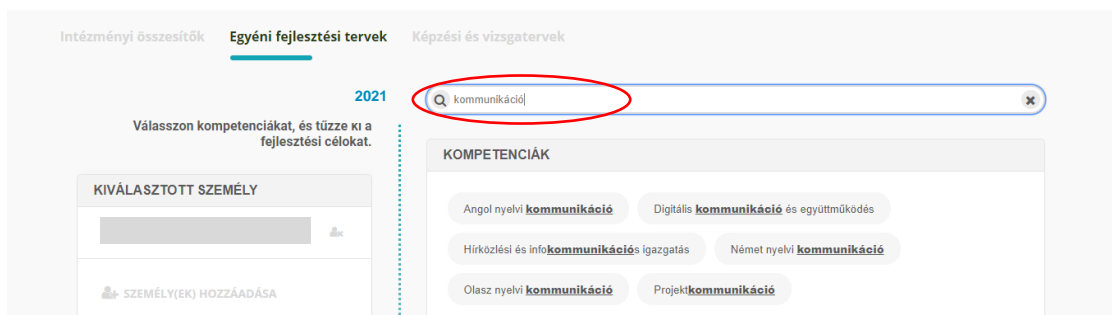 Intézményi összesítők Egyéni fejlesztési tervek Képzési és vizsgatervek
2021
Válasszon kompetenciákat, és tűzze ki a
fejlesztési célokat.
KIVÁLASZTOTT SZEMÉLY
SZEMÉLY(EK) HOZZÁADÁSA
kommunikáció
KOMPETENCIÁK
Angol nyelvi kommunikáció Digitális kommunikáció és együttműködés
Hírközlési és infokommunikációs igazgatás Német nyelvi kommunikáció
Olasz nyelvi kommunikáció Projektkommunikáció